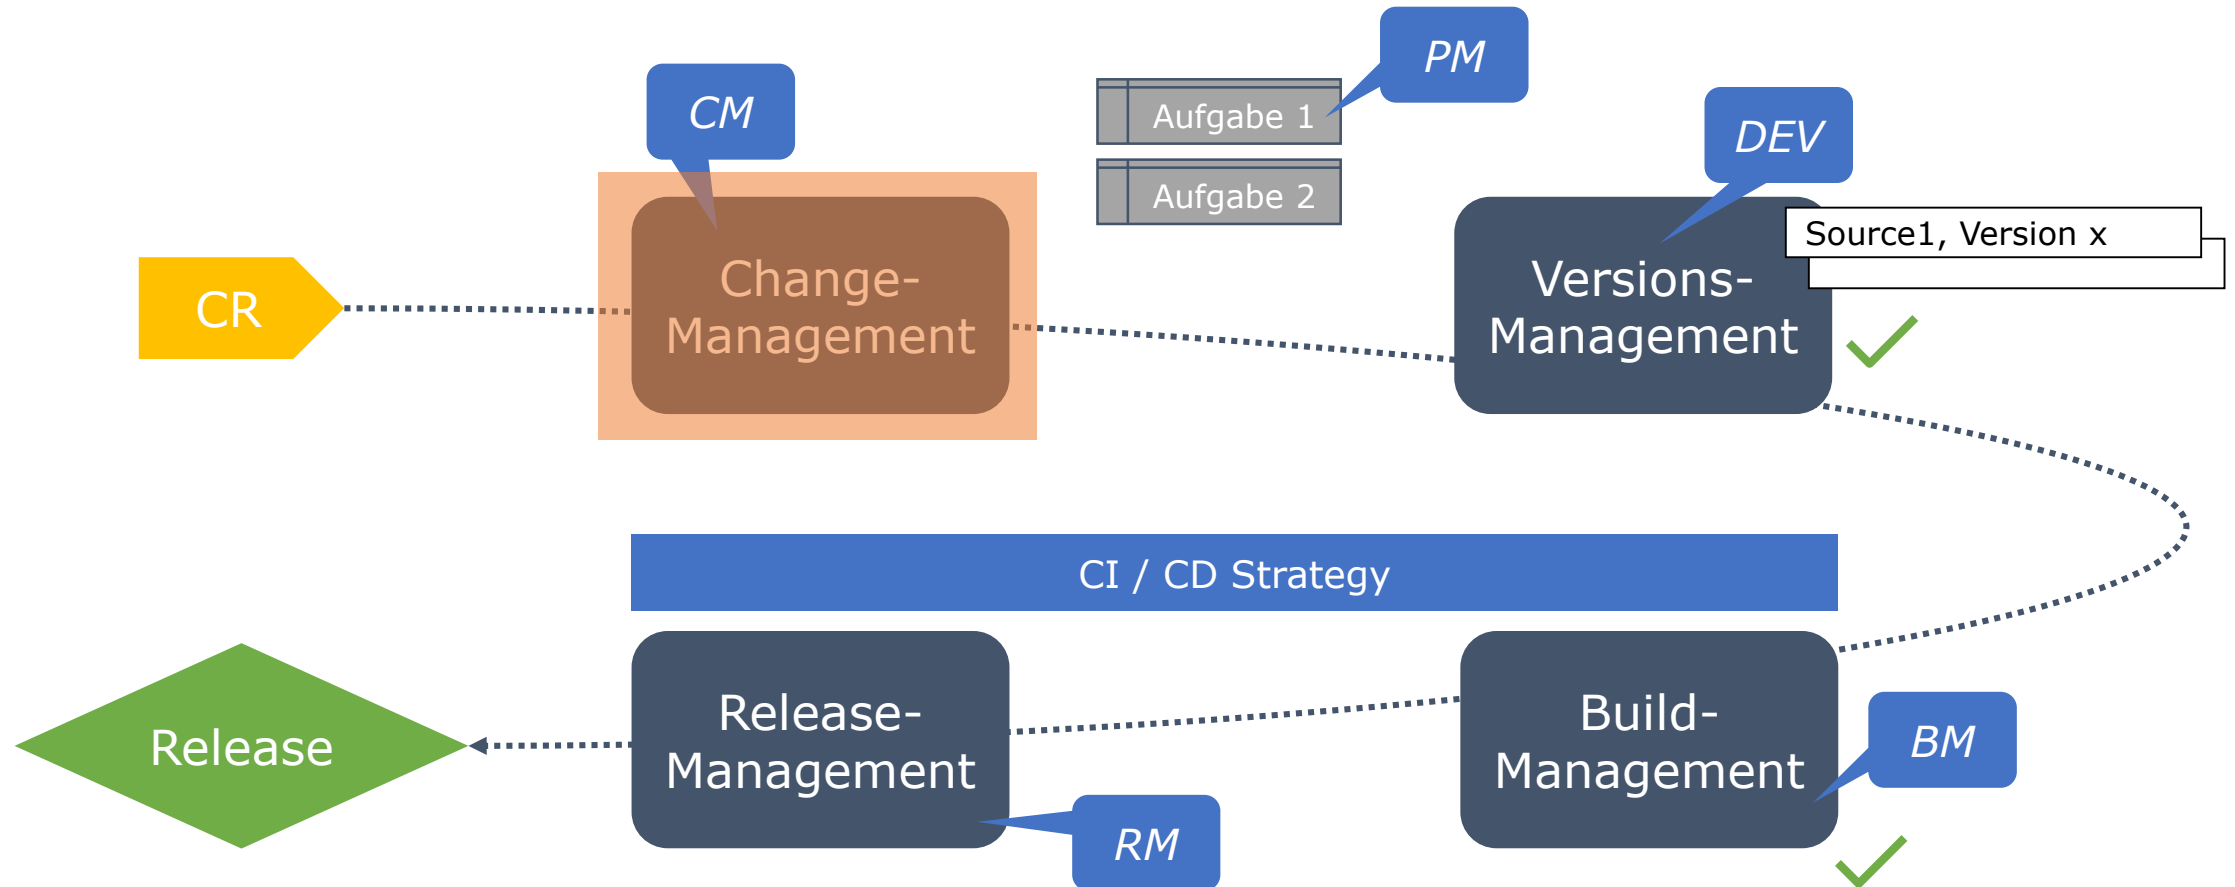 PM
CM
Aufgabe 1
DEV
Aufgabe 2
Source1, Version x
Change-
Management
Versions-
Management
CR
CI / CD Strategy
Release
Release-
Management
Build-
Management
BM
RM